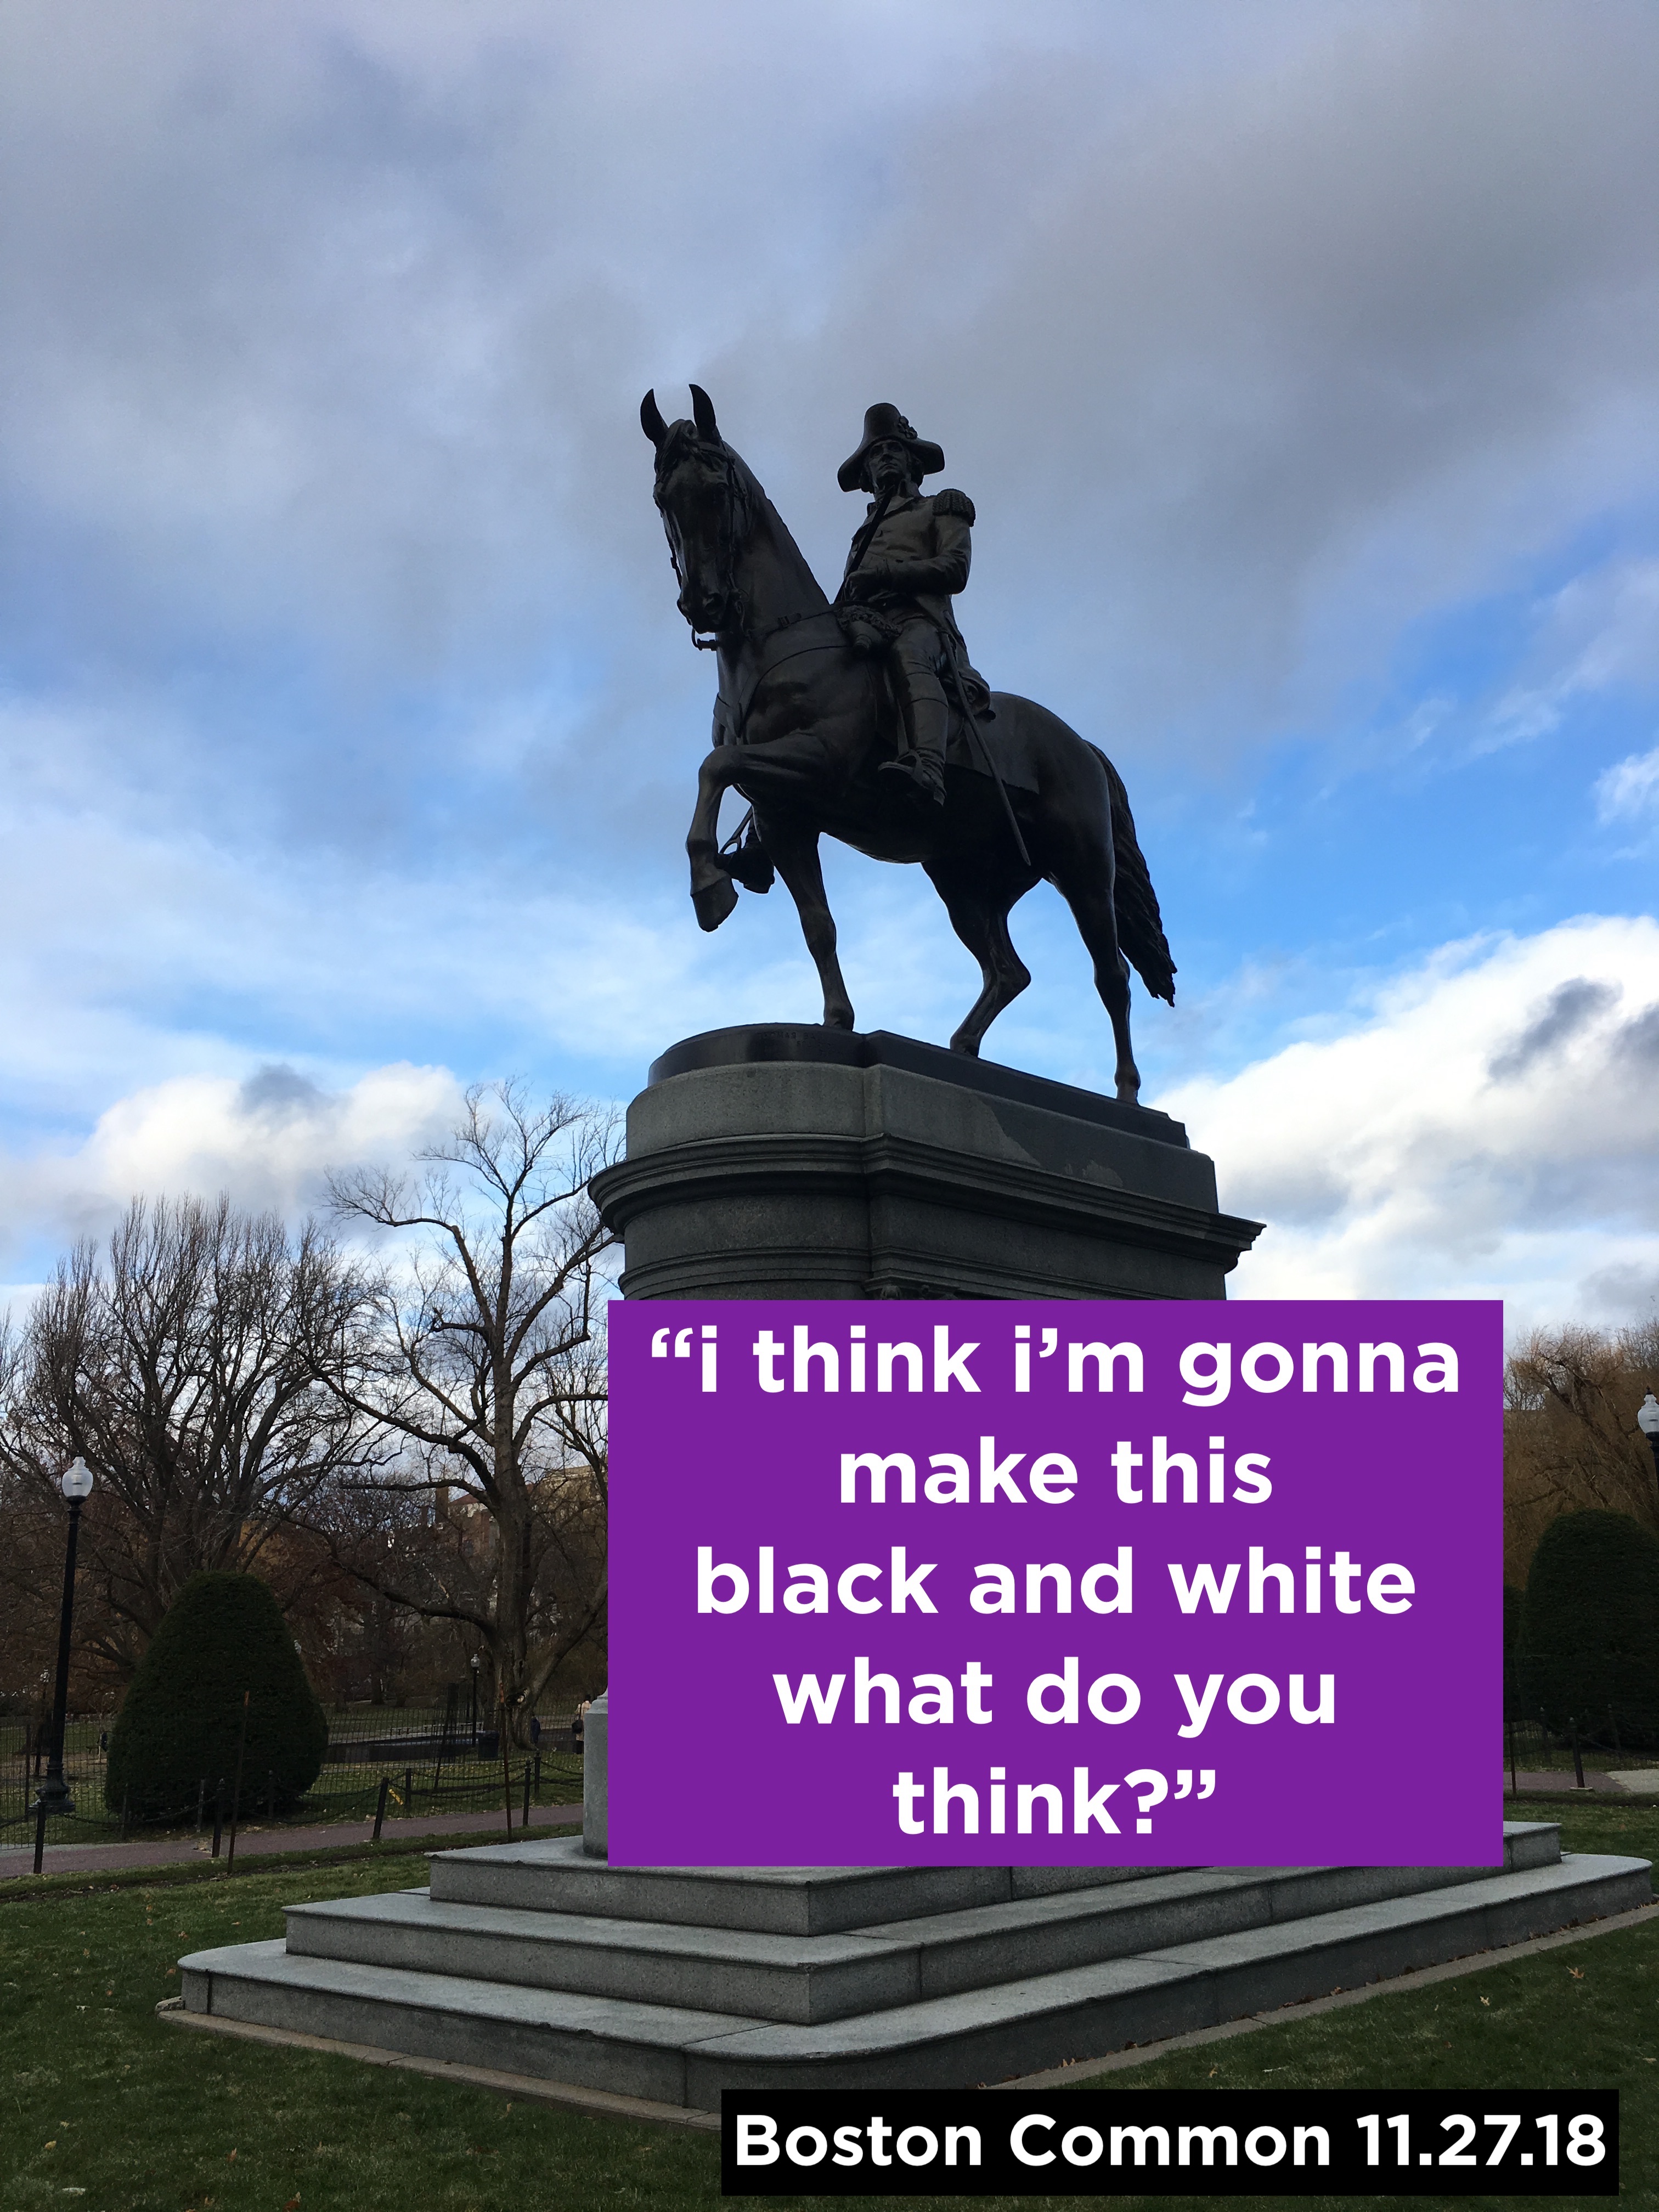 “i think i’m gonna
make this
black and white
what do you
think?”
Boston Common 11.27.18